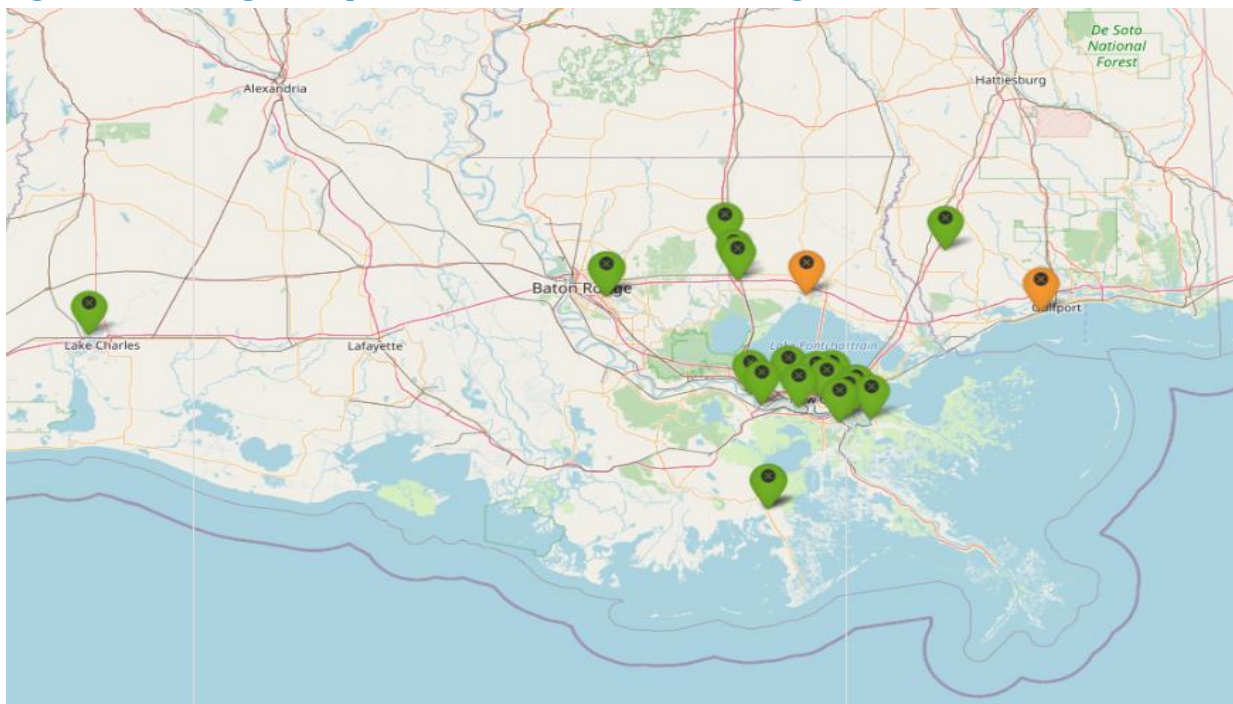 De Soto
National
Forest
Hattiesburg
Alexandria
Baton Rouge
Gulfport
Lake Charles
Lafayette
Lake Pontchartrain